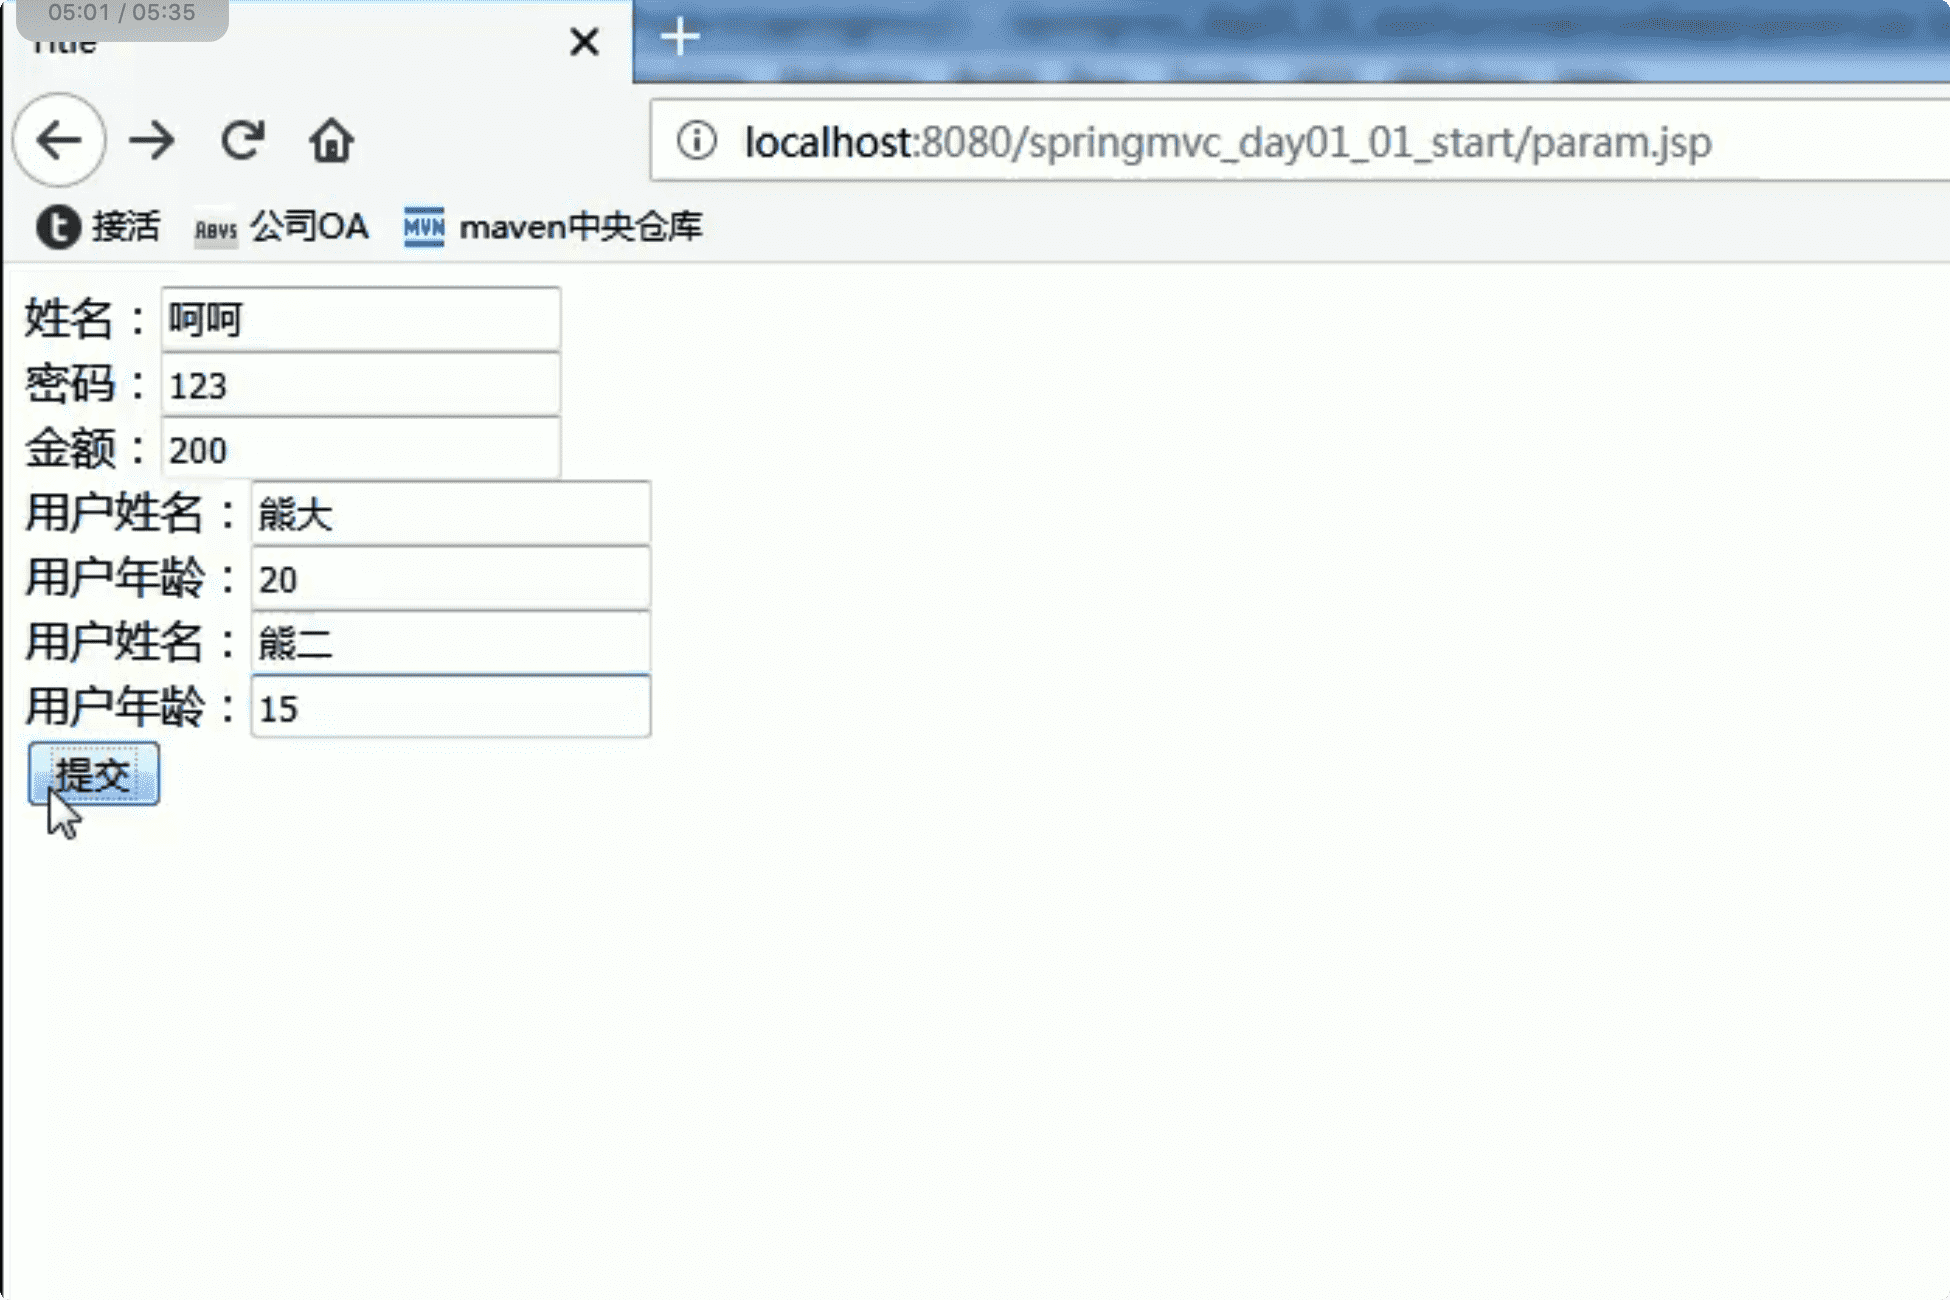 05:01 / 05:35
Title
localhost:8080/springmvc_day01_01_start/param.jsp
接活 公司OA MVN maven中央仓库
姓名：呵呵
密码：123
金额：200
用户姓名：熊大
用户年龄：20
用户姓名：熊二
用户年龄：15
提交